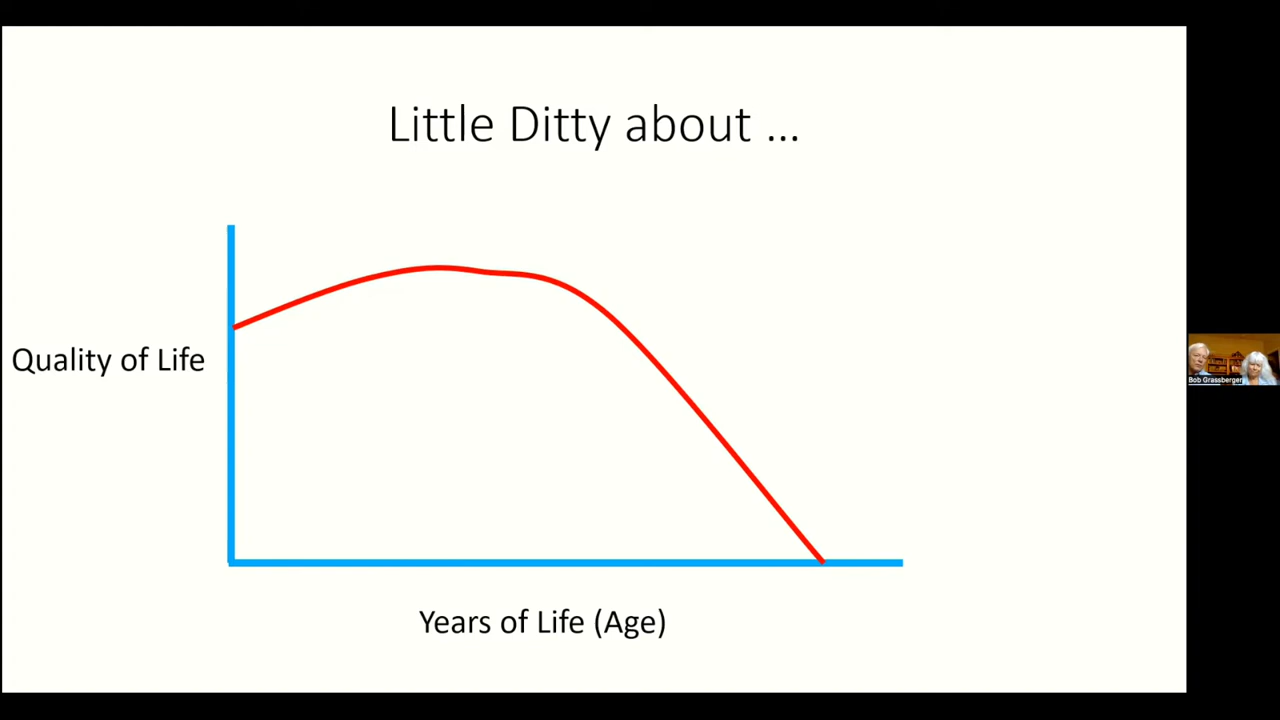 Little Ditty about ...
Quality of Life
Bob Grassberger
Years of Life (Age)